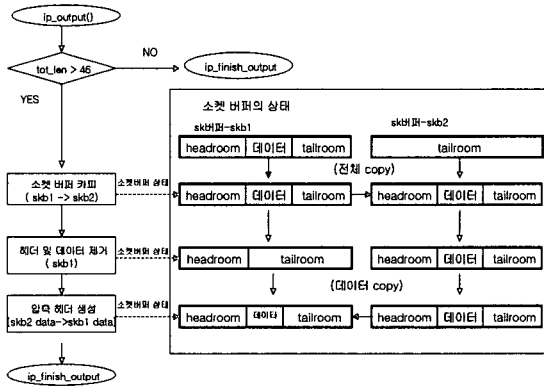 ip_output()
tot_len > 46
NO
ip_finish_output
YES
소켓 버퍼의 상태
sk버퍼-skb1
sk버퍼-skb2
headroom 데이터 tailroom
tailroom
(전체 copy)
소켓 버퍼 카피
( skb1 -> skb2)
소켓버퍼 상태
headroom 데이터 tailroom
headroom 데이터 tailroom
헤더 및 데이터 제거
( skb1)
소켓버퍼 상태
headroom tailroom
headroom 데이터 tailroom
(데이터 copy)
압축 헤더 생성
(skb2 data->skb1 data)
소켓버퍼 상태
headroom 데이터 tailroom
headroom 데이터 tailroom
ip_finish_output